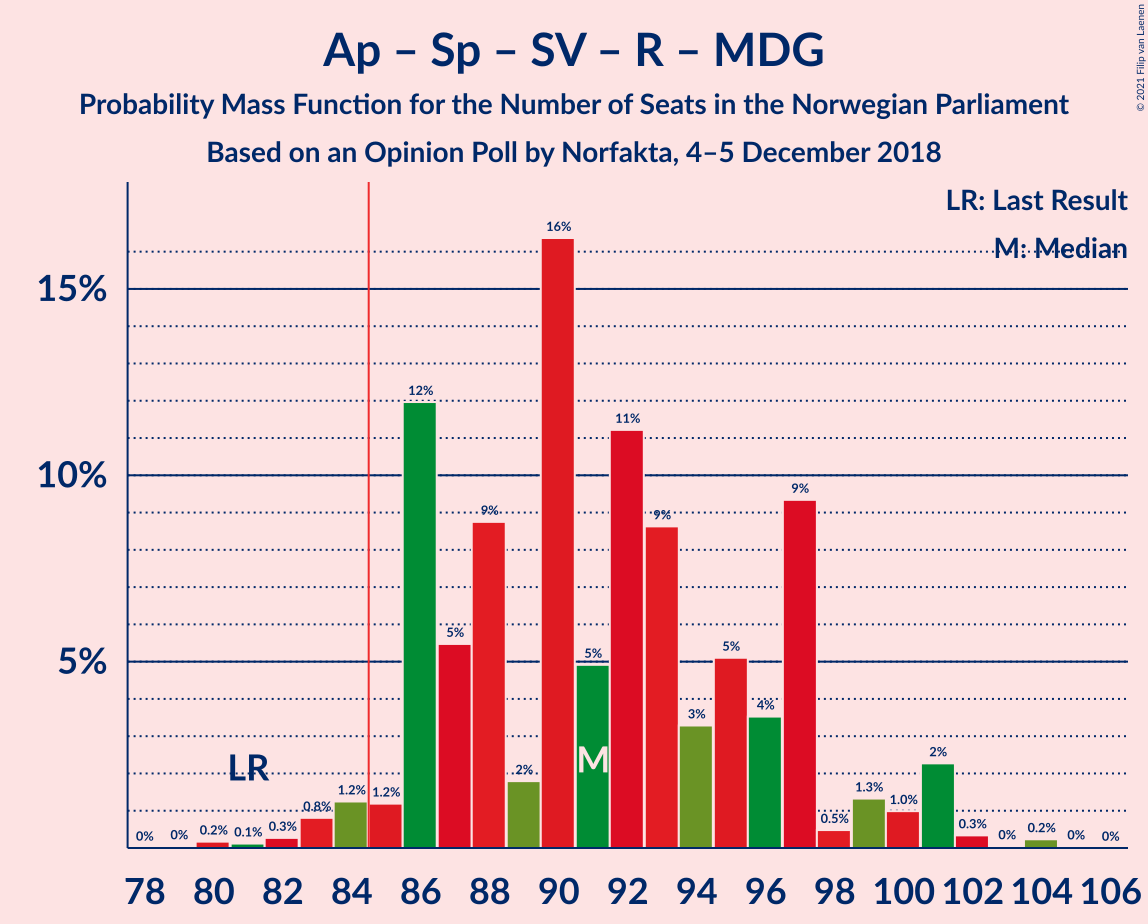 Ap – Sp – SV – R – MDG
Probability Mass Function for the Number of Seats in the Norwegian Parliament
Based on an Opinion Poll by Norfakta, 4–5 December 2018
© 2021 Filip van Laenen
LR: Last Result
M: Median
15%
10%
5%
0% 0% 0.2% 0.1% 0.3% 0.8% 1.2% 1.2% 12% 5% 9% 2% 16% 5% 11% 9% 3% 5% 4% 9% 0.5% 1.3% 1.0% 2% 0.3% 0% 0.2% 0% 0%
LR
M
78 80 82 84 86 88 90 92 94 96 98 100 102 104 106